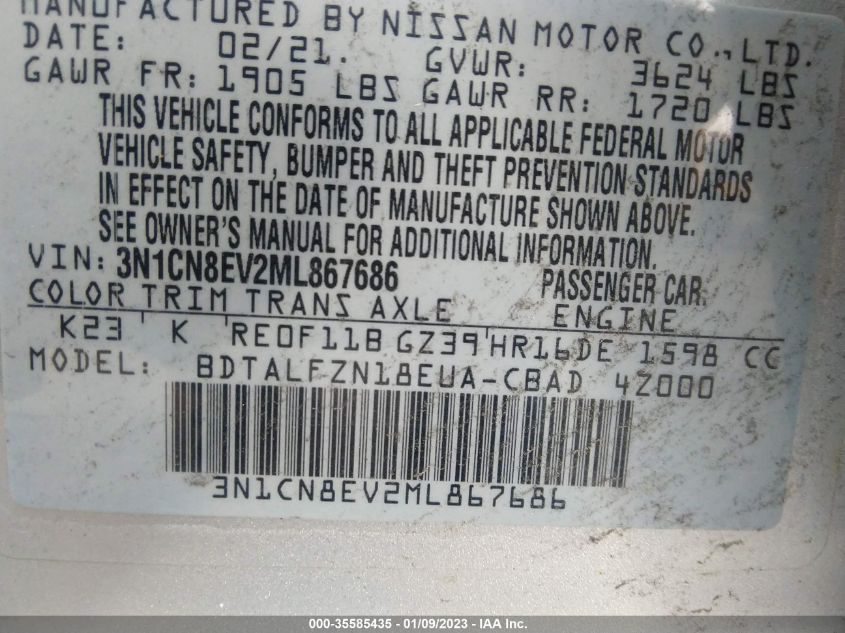 MANUFACTURED BY NISSAN MOTOR CO., LTD.
DATE: 02/21. GVWR: 3624 LBS
GAWR FR: 1905 LBS GAWR RR: 1720 LBS
THIS VEHICLE CONFORMS TO ALL APPLICABLE FEDERAL MOTOR
VEHICLE SAFETY, BUMPER AND THEFT PREVENTION STANDARDS
IN EFFECT ON THE DATE OF MANUFACTURE SHOWN ABOVE.
SEE OWNER'S MANUAL FOR ADDITIONAL INFORMATION.
VIN: 3N1CN8EV2ML867686 PASSENGER CAR.
COLOR TRIM TRANS AXLE ENGINE
K23 ' K RE0F11B GZ39 ' HR16DE 1598 CC
MODEL: BDTALFZN18EUA-CBAD 4Z000
3N1CN8EV2ML867686
000-35585435 - 01/09/2023 - IAA Inc.